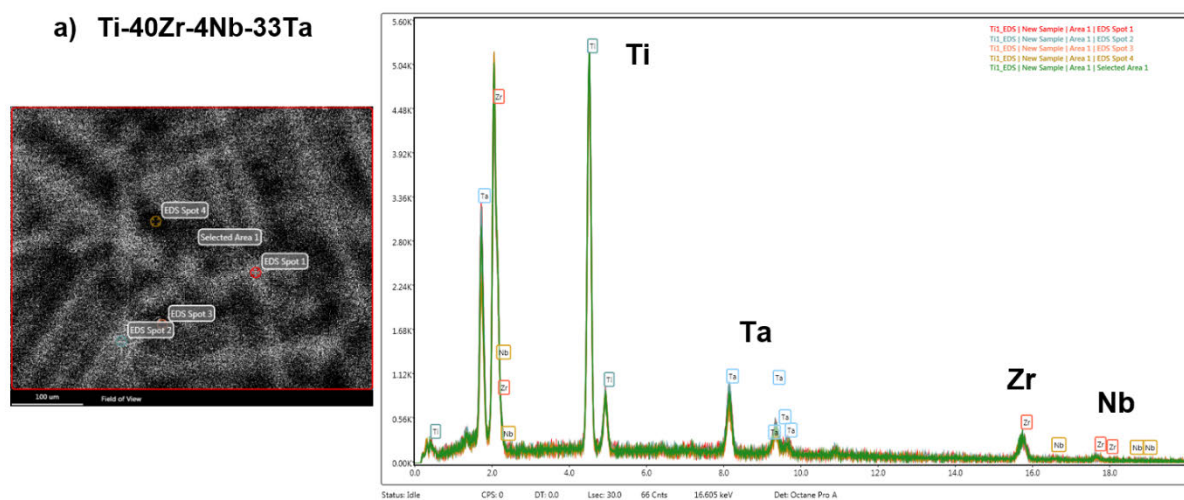 a) Ti-40Zr-4Nb-33Ta
EDS Spot 4
Selected Area 1
EDS Spot 1
EDS Spot 3
EDS Spot 2
100 um
Field of View
5.60K
5.04K
4.48K
3.92K
3.36K
2.80K
2.24K
1.68K
1.12K
0.56K
0.00K
0.0
2.0
4.0
6.0
8.0
10.0
12.0
14.0
16.0
18.0
Ti
Ti
Ta
Zr
Nb
Zr
Nb
Ti
Ti
Ta
Ta
Ta
Ta
Ta
Ta
Zr
Zr
Nb
Nb
Zr
Zr
Nb
Nb
Ti1_EDS | New Sample | Area 1 | EDS Spot 1
Ti1_EDS | New Sample | Area 1 | EDS Spot 2
Ti1_EDS | New Sample | Area 1 | EDS Spot 3
Ti1_EDS | New Sample | Area 1 | EDS Spot 4
Ti1_EDS | New Sample | Area 1 | Selected Area 1
Status: Idle CPS: 0 DT: 0.0 Lsec: 30.0 66 Cnts 16.605 keV Det: Octane Pro A